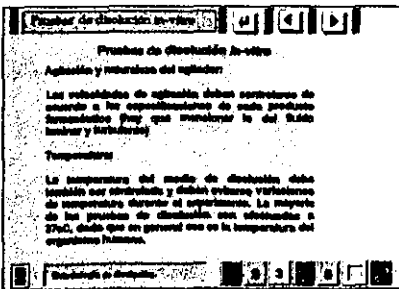 Pruebas de disolución in-vitro
Pruebas de disolución in-vitro
Agitación y naturaleza del agitador:
Las velocidades de agitación deben controlarse de
acuerdo a las especificaciones de cada producto
farmacéutico (hay que mencionar lo del fluido
laminar y turbulento)
Temperatura:
La temperatura del medio de disolución debe
también ser controlada y deben evitarse variaciones
de temperatura durante el experimento. La mayoría
de las pruebas de disolución son efectuadas a
37oC, dado que en general esa es la temperatura del
organismo humano.